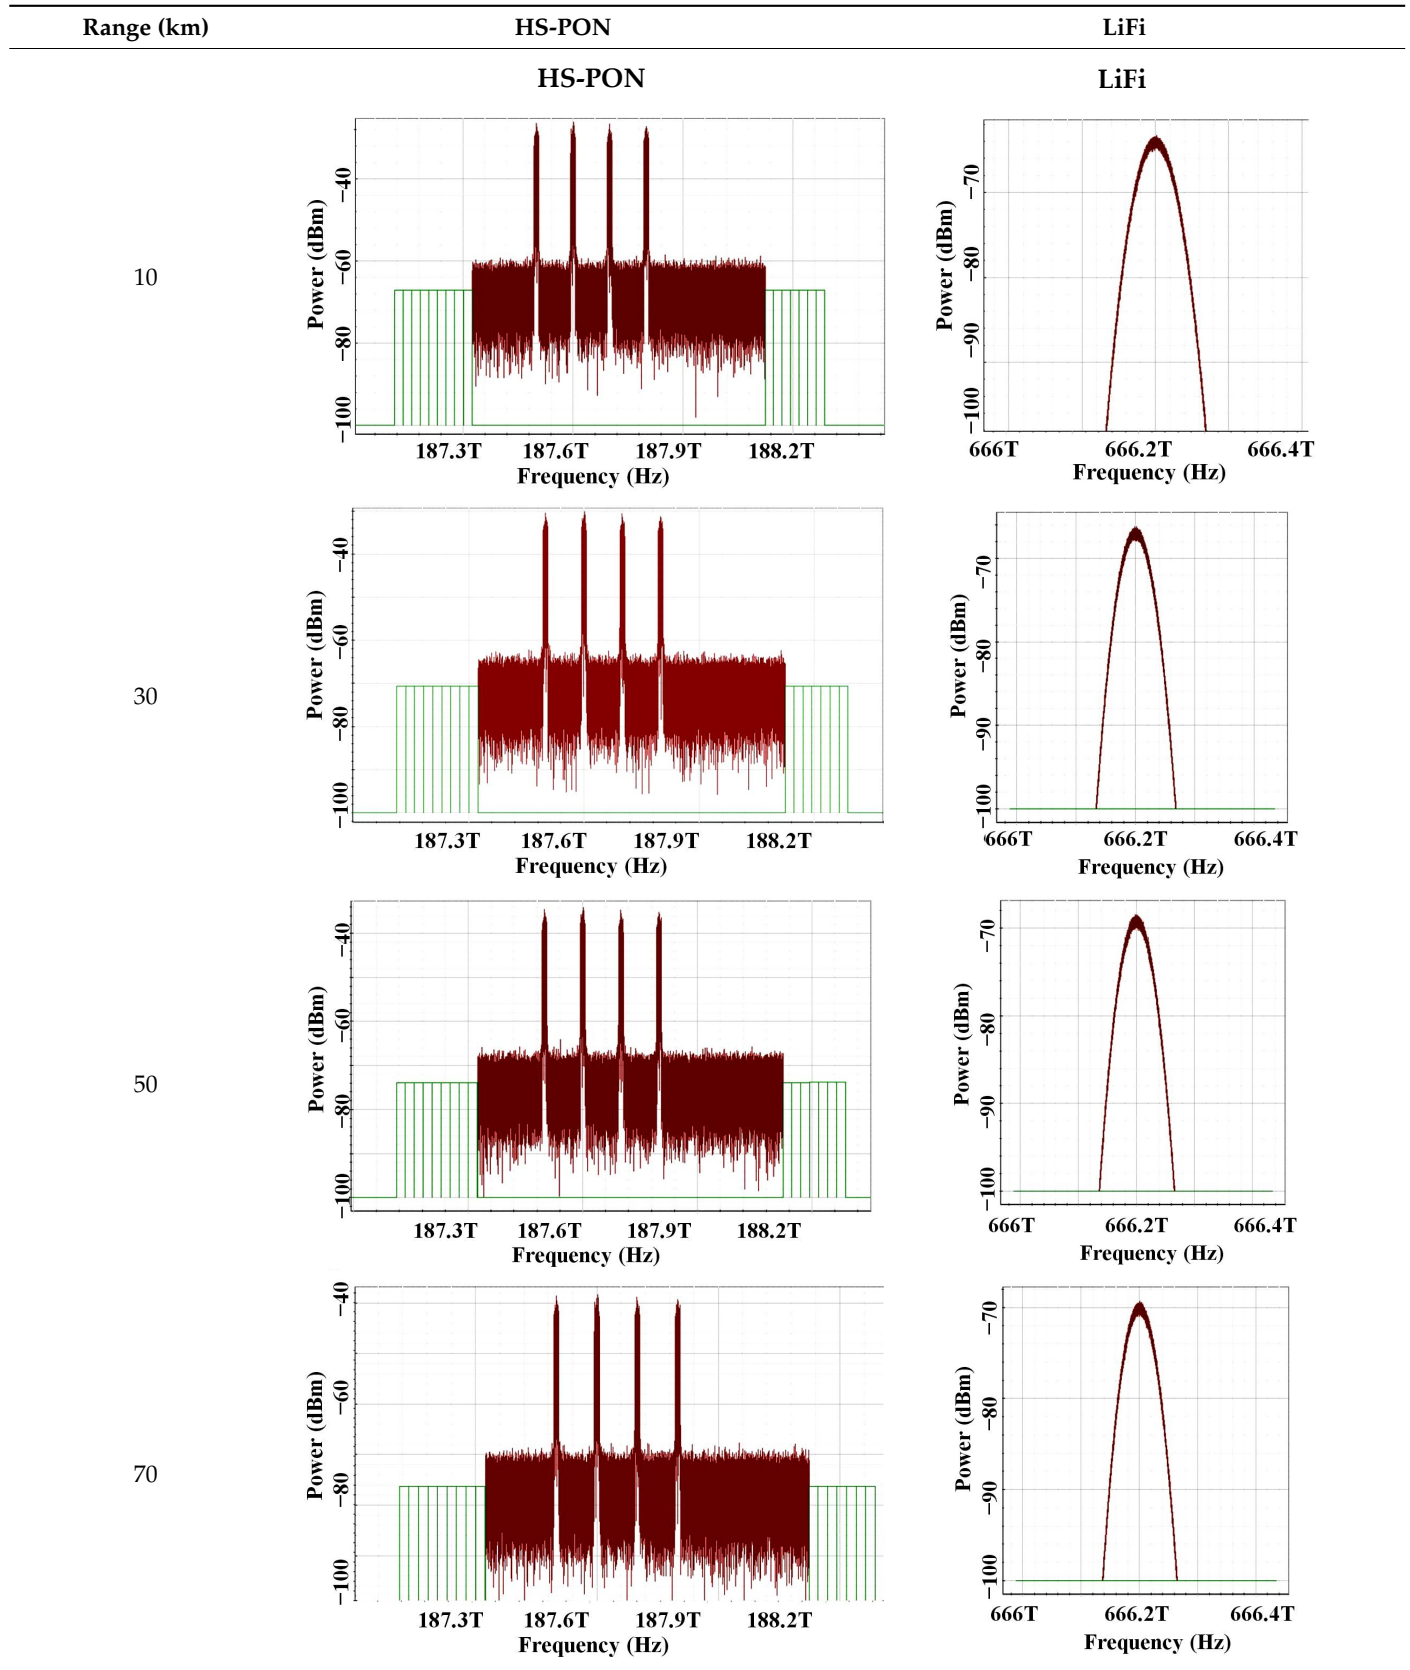 Range (km) HS-PON LiFi
HS-PON LiFi
10
Power (dBm)
−40
−60
−80
−100
187.3T 187.6T 187.9T 188.2T
Frequency (Hz)
Power (dBm)
−70
−80
−90
−100
666T 666.2T 666.4T
Frequency (Hz)
30
Power (dBm)
−40
−60
−80
−100
187.3T 187.6T 187.9T 188.2T
Frequency (Hz)
Power (dBm)
−70
−80
−90
−100
666T 666.2T 666.4T
Frequency (Hz)
50
Power (dBm)
−40
−60
−80
−100
187.3T 187.6T 187.9T 188.2T
Frequency (Hz)
Power (dBm)
−70
−80
−90
−100
666T 666.2T 666.4T
Frequency (Hz)
70
Power (dBm)
−40
−60
−80
−100
187.3T 187.6T 187.9T 188.2T
Frequency (Hz)
Power (dBm)
−70
−80
−90
−100
666T 666.2T 666.4T
Frequency (Hz)